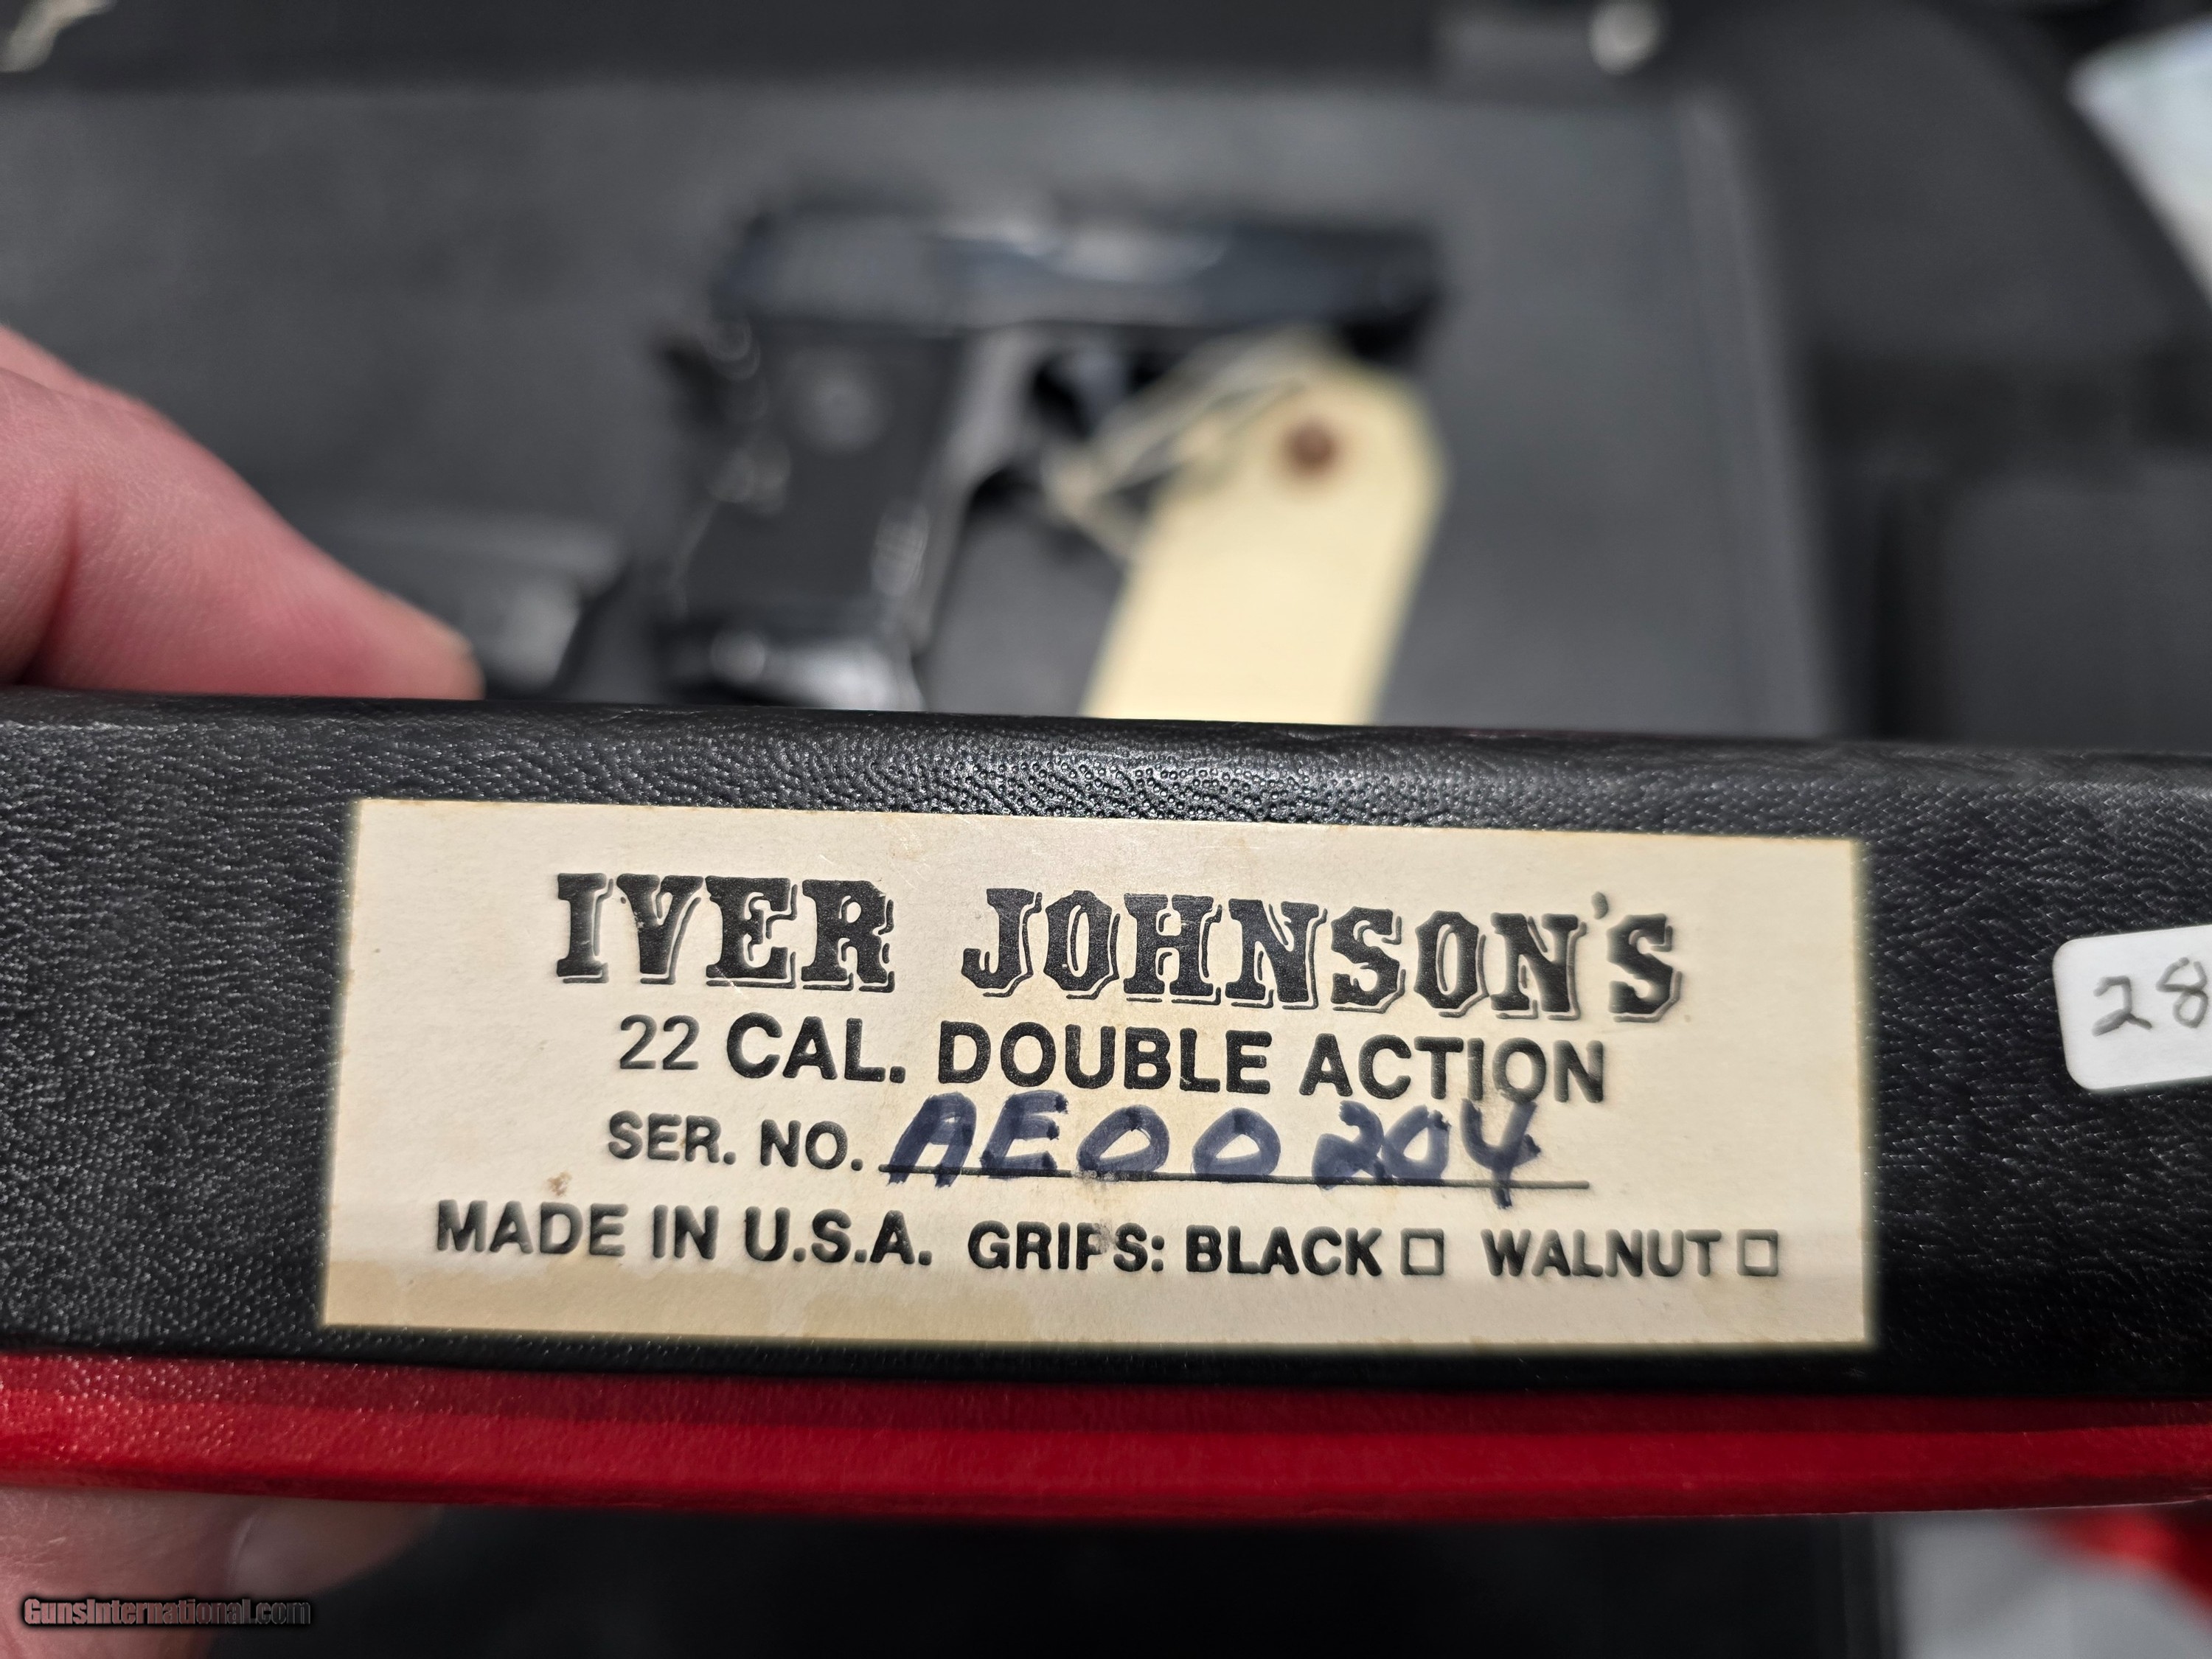 IVER JOHNSON'S
22 CAL. DOUBLE ACTION
SER. NO. AE00204
MADE IN U.S.A. GRIPS: BLACK ☐ WALNUT ☐
28
GunsInternational.com